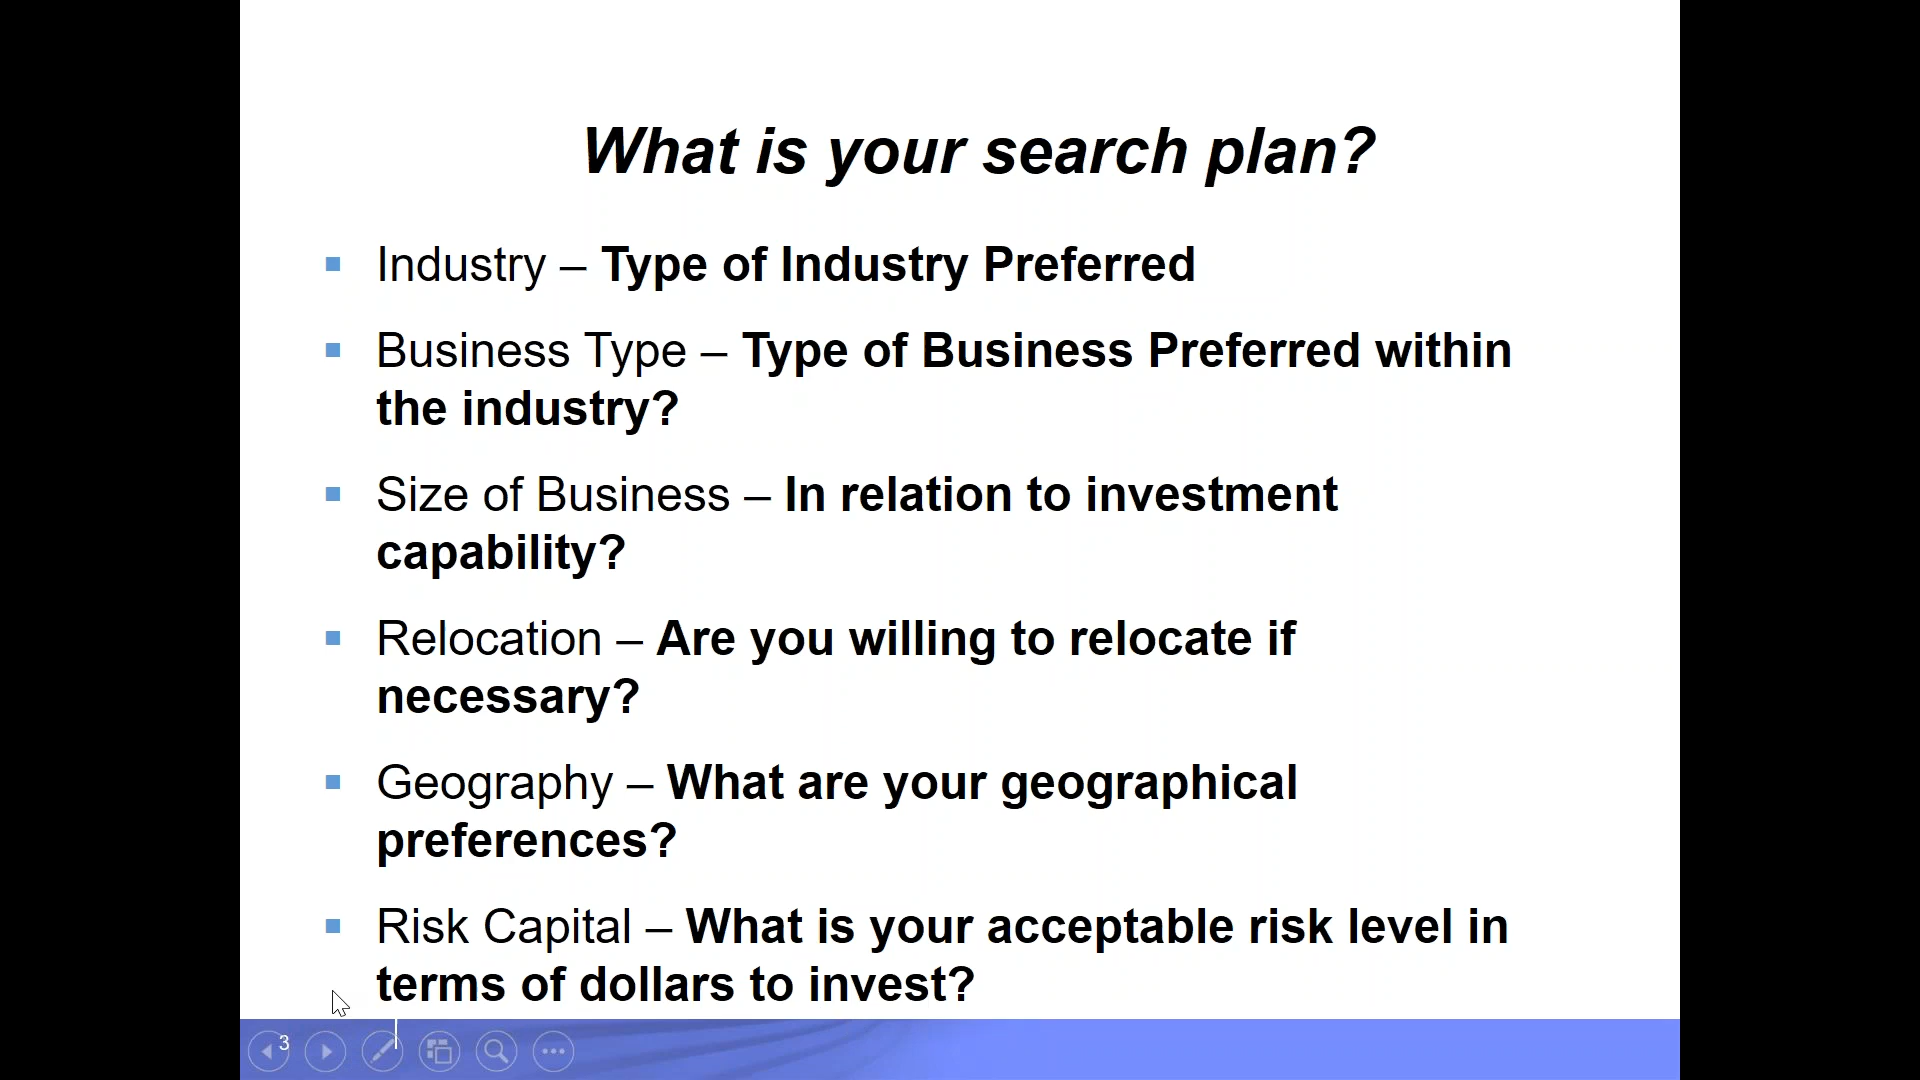 What is your search plan?
Industry – Type of Industry Preferred
Business Type – Type of Business Preferred within
the industry?
Size of Business – In relation to investment
capability?
Relocation – Are you willing to relocate if
necessary?
Geography – What are your geographical
preferences?
Risk Capital – What is your acceptable risk level in
terms of dollars to invest?
3